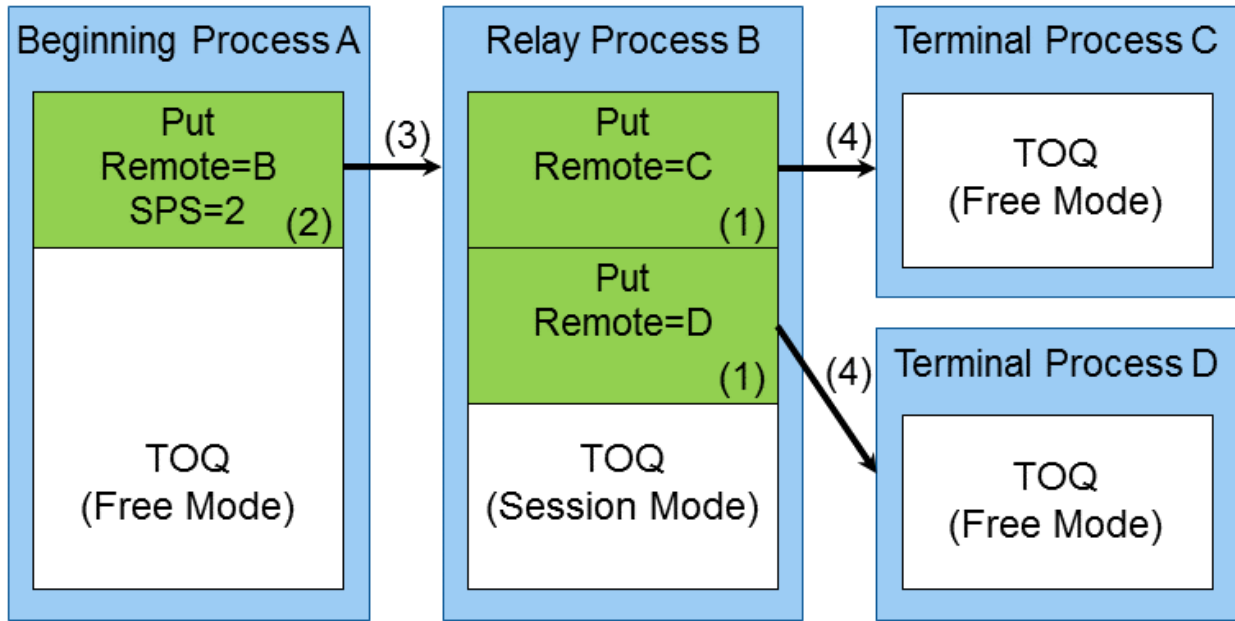 Beginning Process A
Put
Remote=B
SPS=2
(2)
TOQ
(Free Mode)
(3)
Relay Process B
Put
Remote=C
(1)
Put
Remote=D
(1)
TOQ
(Session Mode)
(4)
(4)
Terminal Process C
TOQ
(Free Mode)
Terminal Process D
TOQ
(Free Mode)